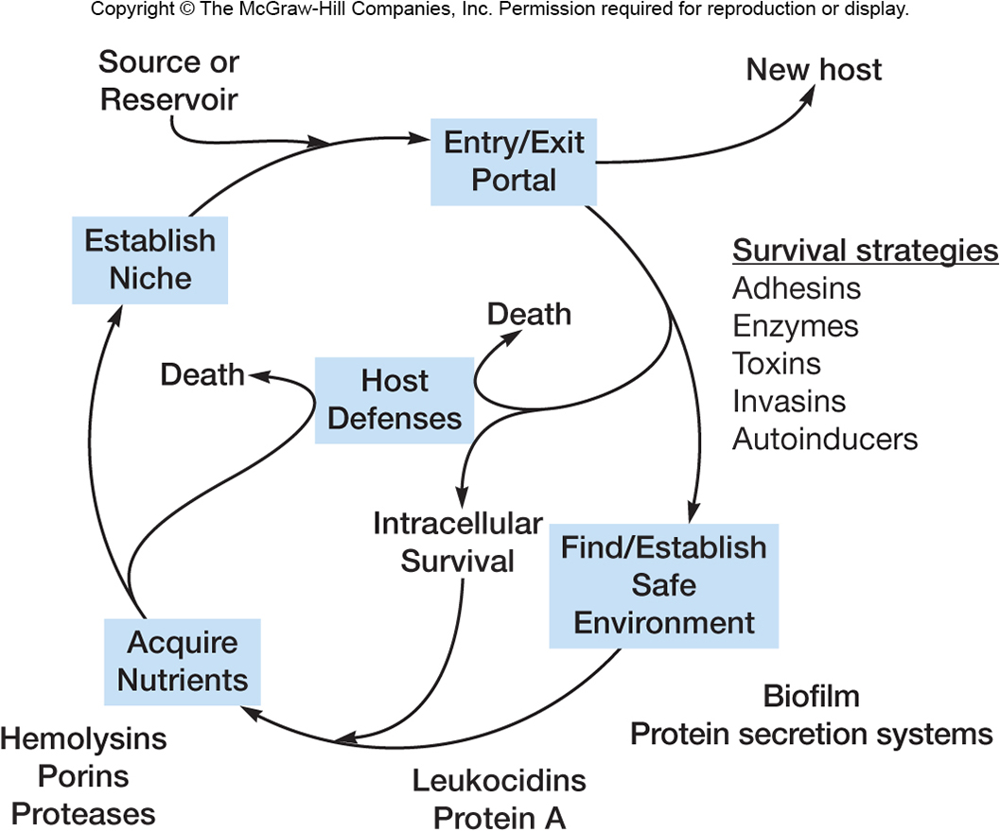 Copyright © The McGraw-Hill Companies, Inc. Permission required for reproduction or display.
Source or
Reservoir
New host
Entry/Exit
Portal
Establish
Niche
Survival strategies
Adhesins
Enzymes
Toxins
Invasins
Autoinducers
Death
Death
Host
Defenses
Intracellular
Survival
Find/Establish
Safe
Environment
Acquire
Nutrients
Biofilm
Protein secretion systems
Hemolysins
Porins
Proteases
Leukocidins
Protein A